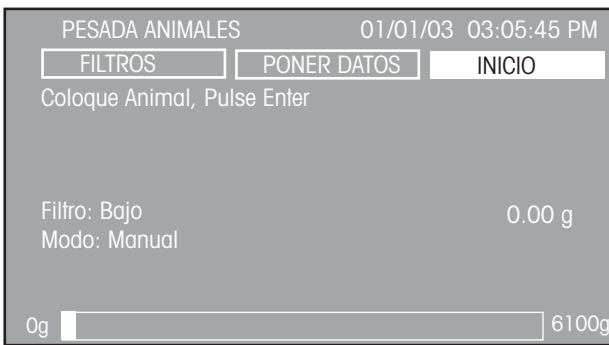 PESADA ANIMALES 01/01/03 03:05:45 PM
FILTROS PONER DATOS INICIO
Coloque Animal, Pulse Enter
Filtro: Bajo 0.00 g
Modo: Manual
0g 6100g